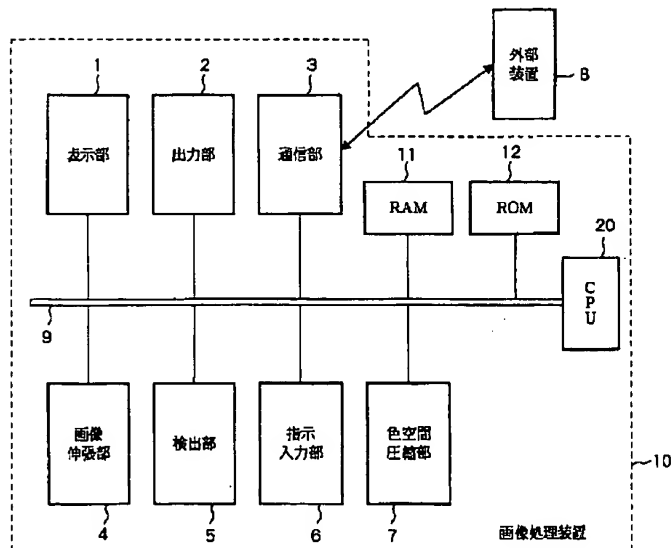 1
2
3
外部
装置
8
表示部
出力部
通信部
11
12
RAM
ROM
20
CPU
9
画像
伸張部
検出部
指示
入力部
色空間
圧縮部
10
4
5
6
7
画像処理装置